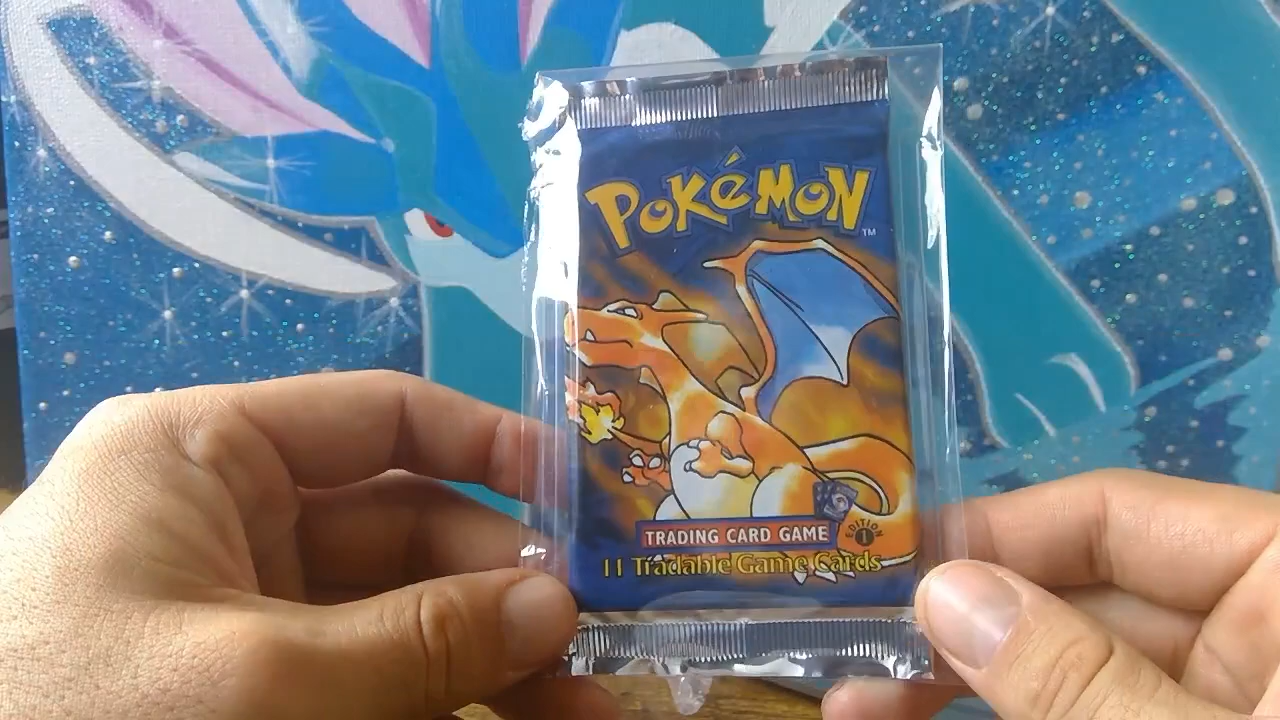 POKéMON
TM
TRADING CARD GAME
EDITION
1
11 Tradable Game Cards